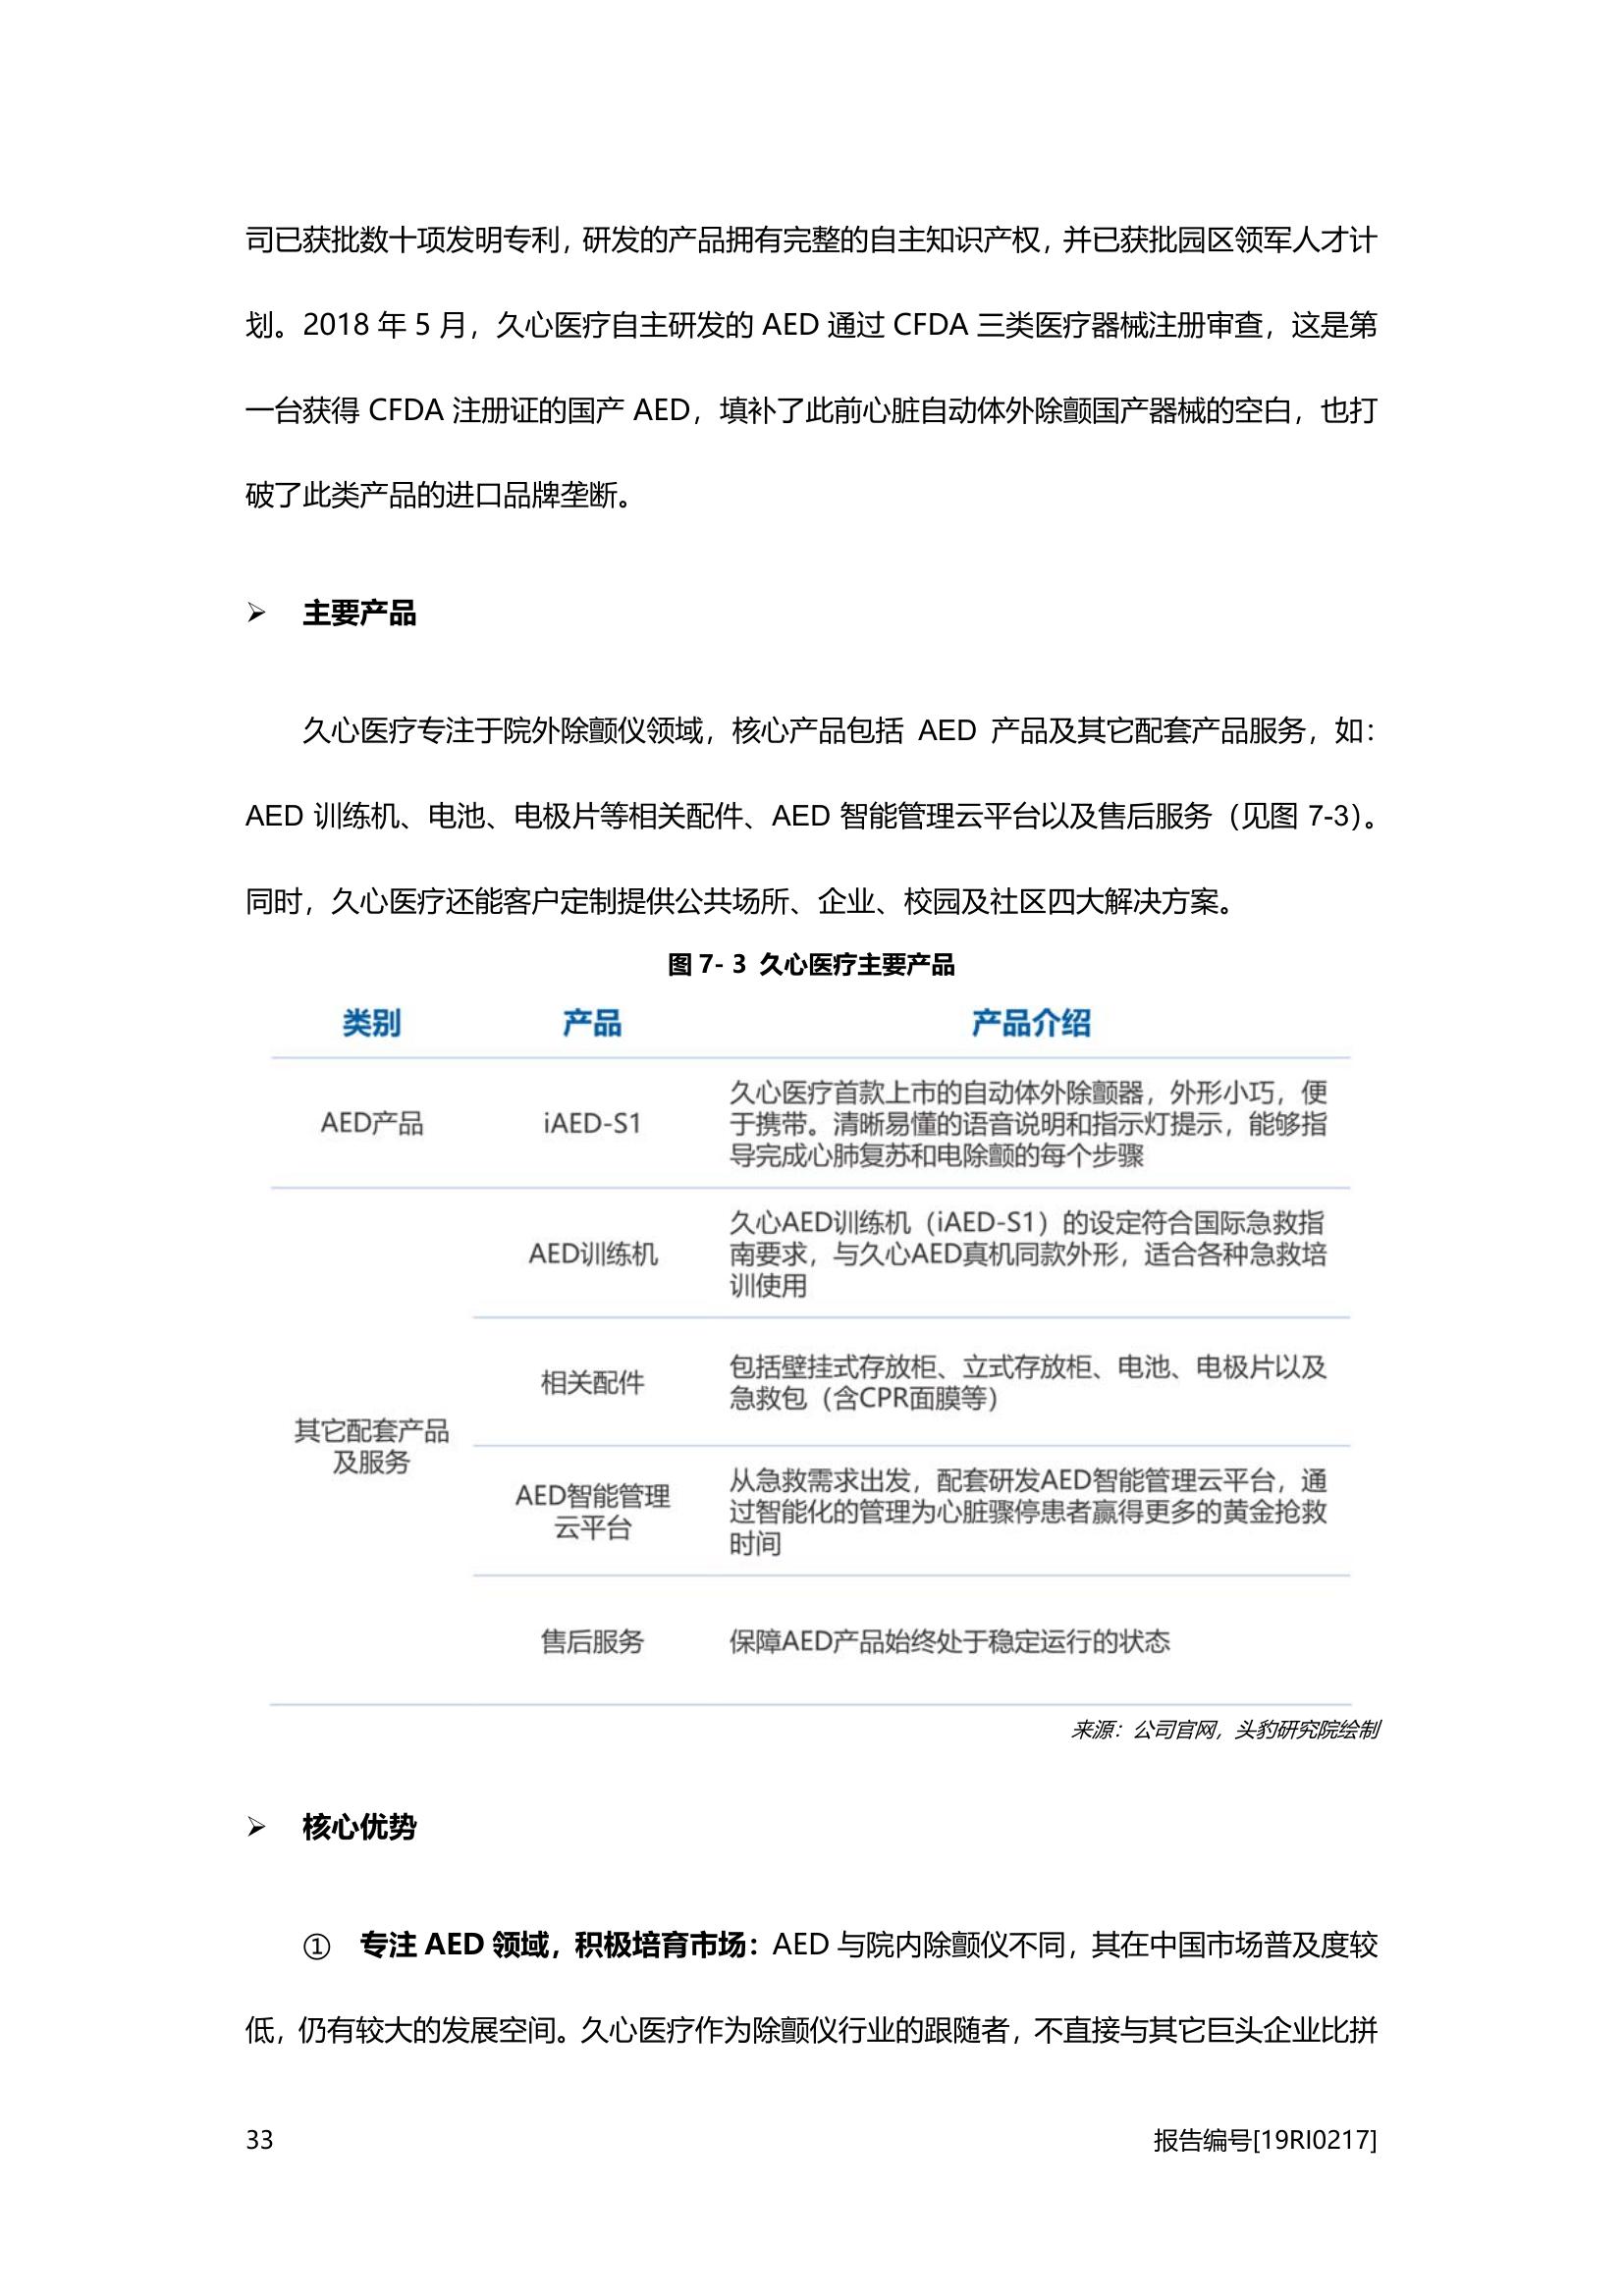 司已获批数十项发明专利，研发的产品拥有完整的自主知识产权，并已获批园区领军人才计
划。2018 年 5 月，久心医疗自主研发的 AED 通过 CFDA 三类医疗器械注册审查，这是第
一台获得 CFDA 注册证的国产 AED，填补了此前心脏自动体外除颤国产器械的空白，也打
破了此类产品的进口品牌垄断。
➢ 主要产品
久心医疗专注于院外除颤仪领域，核心产品包括 AED 产品及其它配套产品服务，如：
AED 训练机、电池、电极片等相关配件、AED 智能管理云平台以及售后服务（见图 7-3）。
同时，久心医疗还能客户定制提供公共场所、企业、校园及社区四大解决方案。
图 7- 3 久心医疗主要产品
类别 产品 产品介绍
AED产品 iAED-S1
久心医疗首款上市的自动体外除颤器，外形小巧，便
于携带。清晰易懂的语音说明和指示灯提示，能够指
导完成心肺复苏和电除颤的每个步骤
其它配套产品
及服务
AED训练机
久心AED训练机（iAED-S1）的设定符合国际急救指
南要求，与久心AED真机同款外形，适合各种急救培
训使用
相关配件
包括壁挂式存放柜、立式存放柜、电池、电极片以及
急救包（含CPR面膜等）
AED智能管理
云平台
从急救需求出发，配套研发AED智能管理云平台，通
过智能化的管理为心脏骤停患者赢得更多的黄金抢救
时间
售后服务
保障AED产品始终处于稳定运行的状态
来源：公司官网，头豹研究院绘制
➢ 核心优势
① 专注 AED 领域，积极培育市场：AED 与院内除颤仪不同，其在中国市场普及度较
低，仍有较大的发展空间。久心医疗作为除颤仪行业的跟随者，不直接与其它巨头企业比拼
33
报告编号[19RI0217]